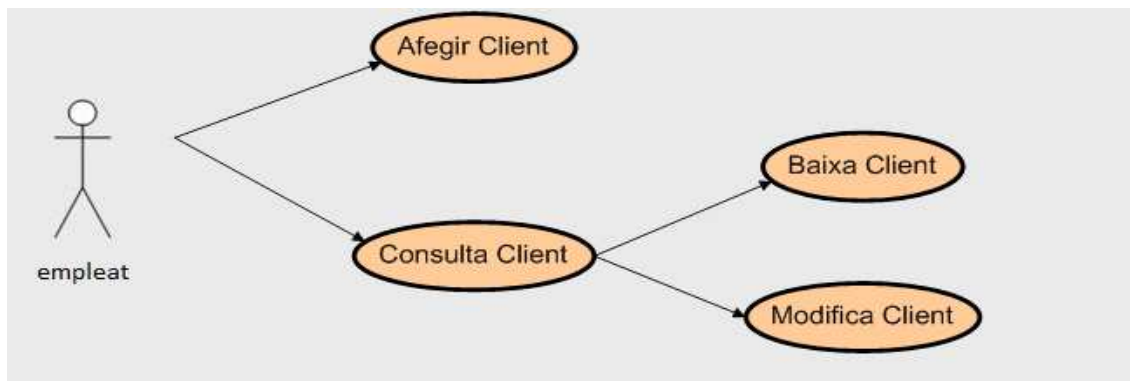 Afegir Client
Baixa Client
Consulta Client
empleat
Modifica Client